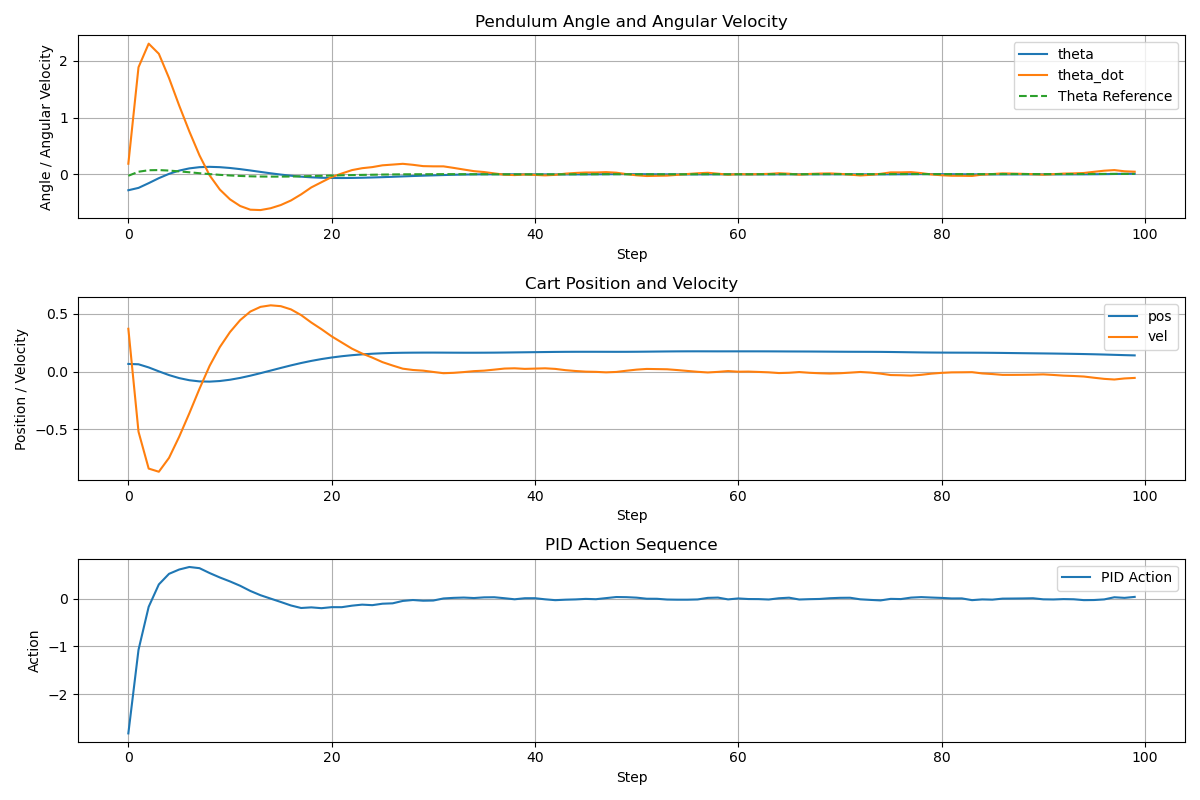 Pendulum Angle and Angular Velocity
Angle / Angular Velocity
2
1
0
theta
theta_dot
Theta Reference
0
20
40
60
80
100
Step
Cart Position and Velocity
Position / Velocity
0.5
0.0
−0.5
pos
vel
0
20
40
60
80
100
Step
PID Action Sequence
Action
0
−1
−2
PID Action
0
20
40
60
80
100
Step